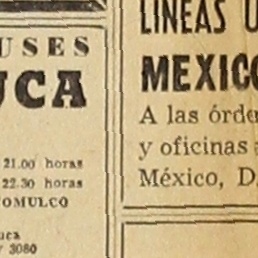 USES
UCA
21.00 horas
22.30 horas
OMULCO
uca
3080
LINEAS U
MEXICO
A las órde
y oficinas
México, D.